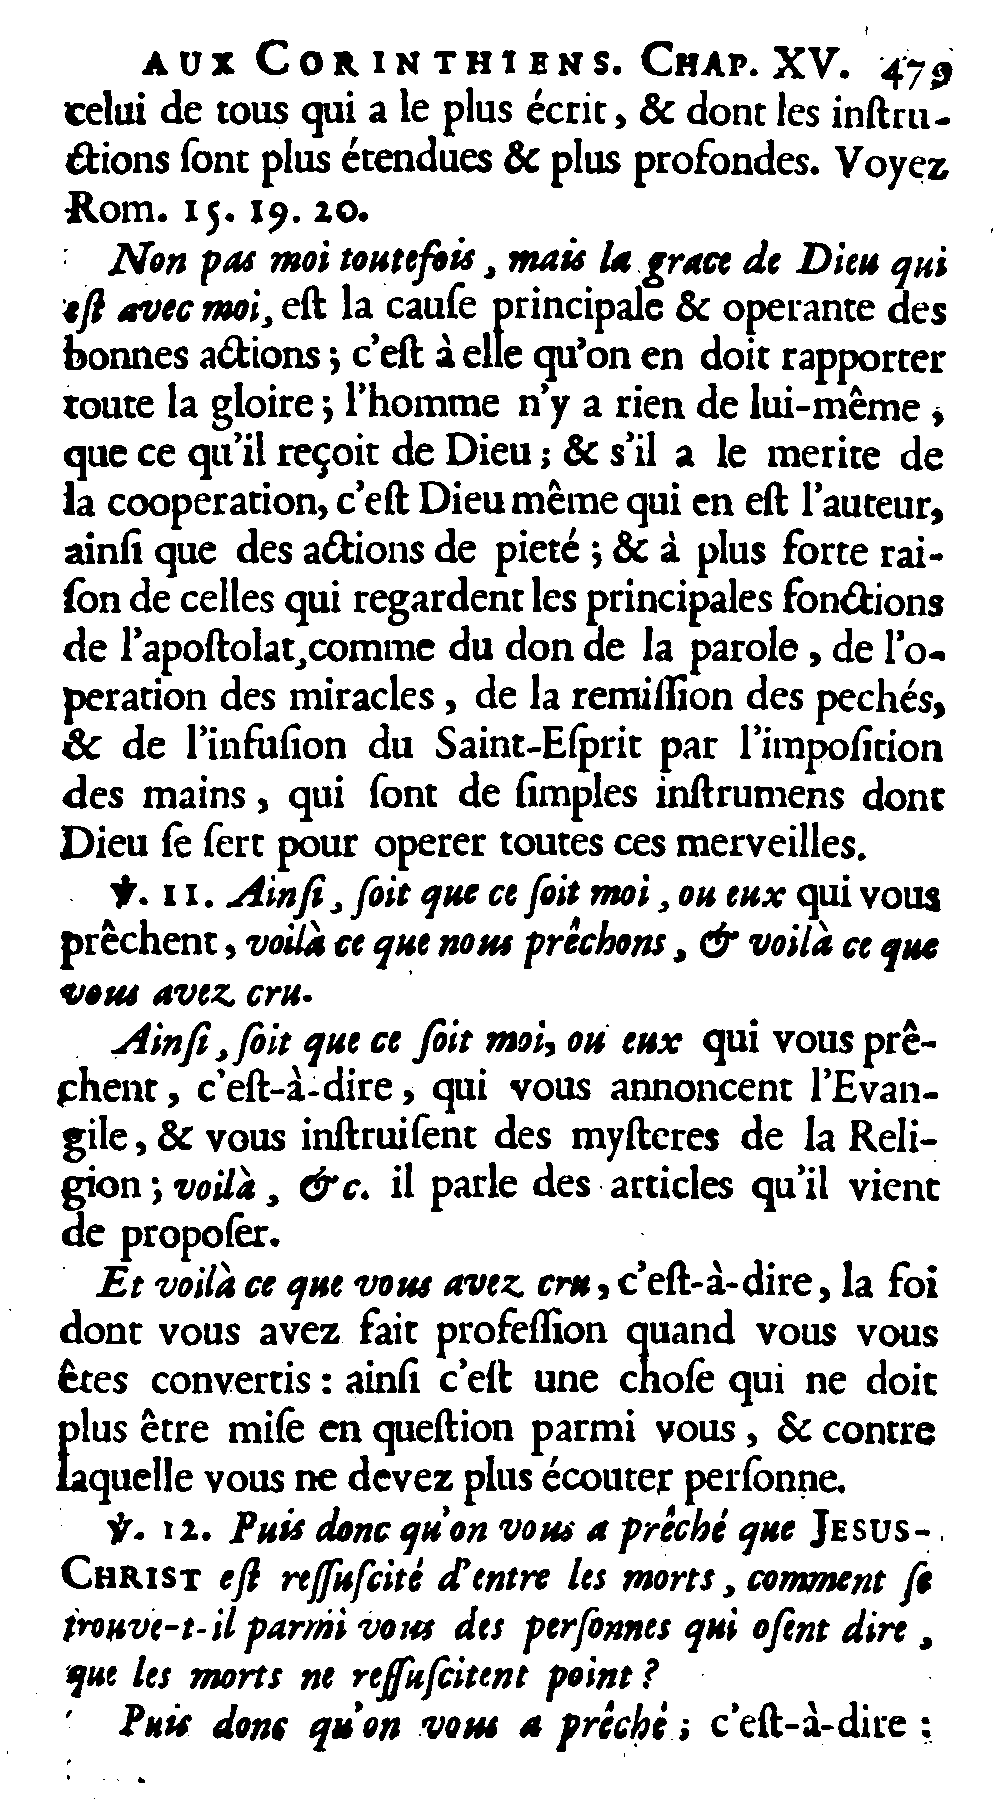 AUX CORINTHIENS. CHAP. XV. 479
celui de tous qui a le plus écrit, & dont les inſtru-
ctions ſont plus étendues & plus profondes. Voyez
Rom. 15. 19. 20.
Non pas moi toutefois, mais la grace de Dieu qui
eſt avec moi, eſt la cauſe principale & operante des
bonnes actions; c'eſt à elle qu'on en doit rapporter
toute la gloire; l'homme n'y a rien de lui-même,
que ce qu'il reçoit de Dieu; & s'il a le merite de
la cooperation, c'eſt Dieu même qui en eſt l'auteur,
ainſi que des actions de pieté; & à plus forte rai-
ſon de celles qui regardent les principales fonctions
de l'apoſtolat, comme du don de la parole, de l'o-
peration des miracles, de la remiſſion des pechés,
& de l'infuſion du Saint-Eſprit par l'impoſition
des mains, qui ſont de ſimples inſtrumens dont
Dieu ſe ſert pour operer toutes ces merveilles.
℣. 11. Ainſi, ſoit que ce ſoit moi, ou eux qui vous
prêchent, voilà ce que nous prêchons, & voilà ce que
vous avez cru.
Ainſi, ſoit que ce ſoit moi, ou eux qui vous prê-
chent, c'eſt-à-dire, qui vous annoncent l'Evan-
gile, & vous inſtruiſent des myſteres de la Reli-
gion; voilà, &c. il parle des articles qu'il vient
de propoſer.
Et voilà ce que vous avez cru, c'eſt-à-dire, la foi
dont vous avez fait profeſſion quand vous vous
êtes convertis: ainſi c'eſt une choſe qui ne doit
plus être miſe en queſtion parmi vous, & contre
laquelle vous ne devez plus écouter perſonne.
℣. 12. Puis donc qu'on vous a prêché que JESUS-
CHRIST eſt reſſuſcité d'entre les morts, comment ſe
trouve-t-il parmi vous des perſonnes qui oſent dire,
que les morts ne reſſuſcitent point?
Puis donc qu'on vous a prêché; c'eſt-à-dire: